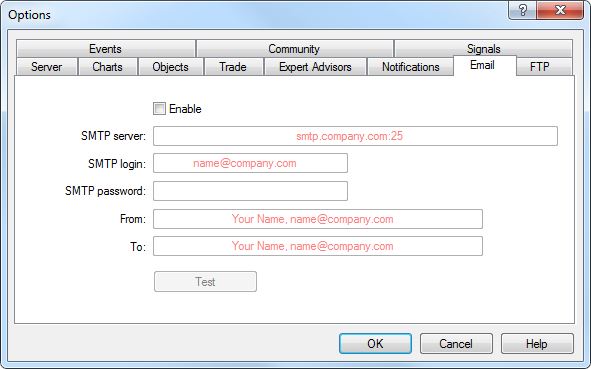 Options
Events Community Signals
Server Charts Objects Trade Expert Advisors Notifications Email FTP
Enable
SMTP server: smtp.company.com:25
SMTP login: name@company.com
SMTP password:
From: Your Name, name@company.com
To: Your Name, name@company.com
Test
OK Cancel Help